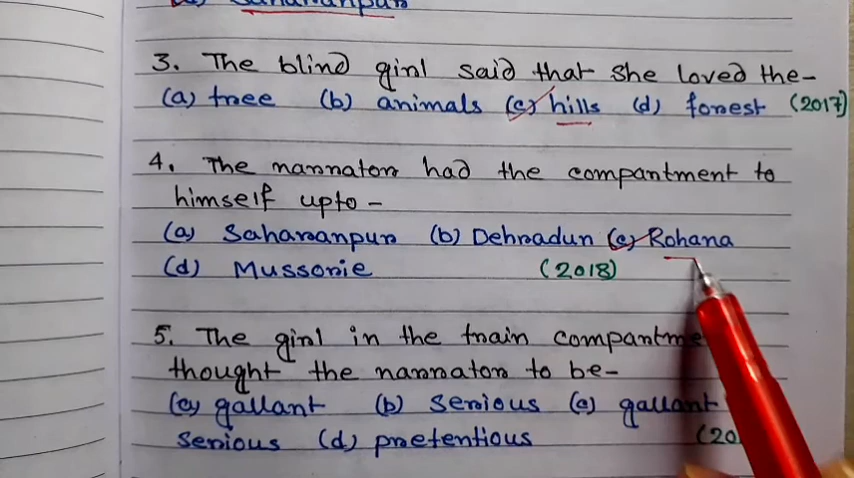 Saharanpur
3. The blind girl said that she loved the-
(a) tree (b) animals (c) hills (d) forest (2017)
4. The narrator had the compartment to
himself upto -
(a) Saharanpur (b) Dehradun (c) Rohana
(d) Mussorie (2018)
5. The girl in the train compartme
thought the narrator to be-
(a) gallant (b) serious (c) gallant
serious (d) pretentious (20